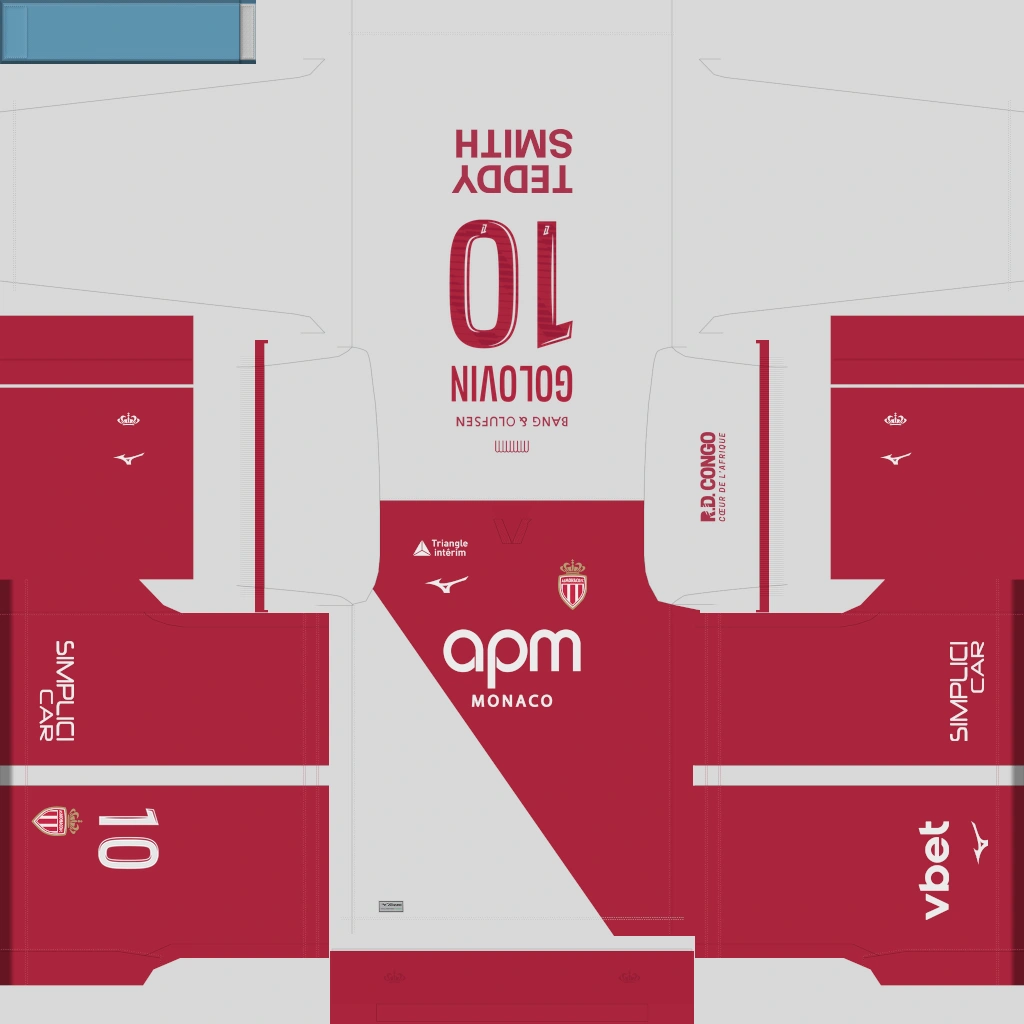 TEDDY
SMITH
10
GOLOVIN
BANG & OLUFSEN
R.D. CONGO
CŒUR DE L'AFRIQUE
Triangle
intérim
apm
MONACO
SIMPLICI
CAR
SIMPLICI
CAR
10
vbet